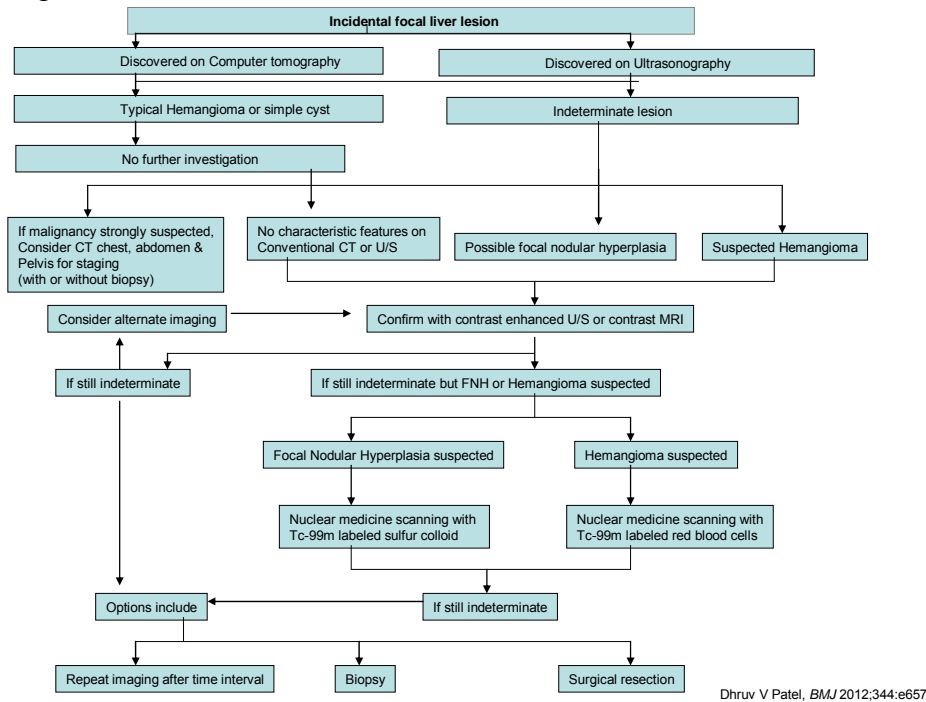 Incidental focal liver lesion
Discovered on Computer tomography
Discovered on Ultrasonography
Typical Hemangioma or simple cyst
Indeterminate lesion
No further investigation
If malignancy strongly suspected,
Consider CT chest, abdomen &
Pelvis for staging
(with or without biopsy)
No characteristic features on
Conventional CT or U/S
Possible focal nodular hyperplasia
Suspected Hemangioma
Consider alternate imaging
Confirm with contrast enhanced U/S or contrast MRI
If still indeterminate
If still indeterminate but FNH or Hemangioma suspected
Focal Nodular Hyperplasia suspected
Hemangioma suspected
Nuclear medicine scanning with
Tc-99m labeled sulfur colloid
Nuclear medicine scanning with
Tc-99m labeled red blood cells
Options include
If still indeterminate
Repeat imaging after time interval
Biopsy
Surgical resection
Dhruv V Patel, BMJ 2012;344:e657